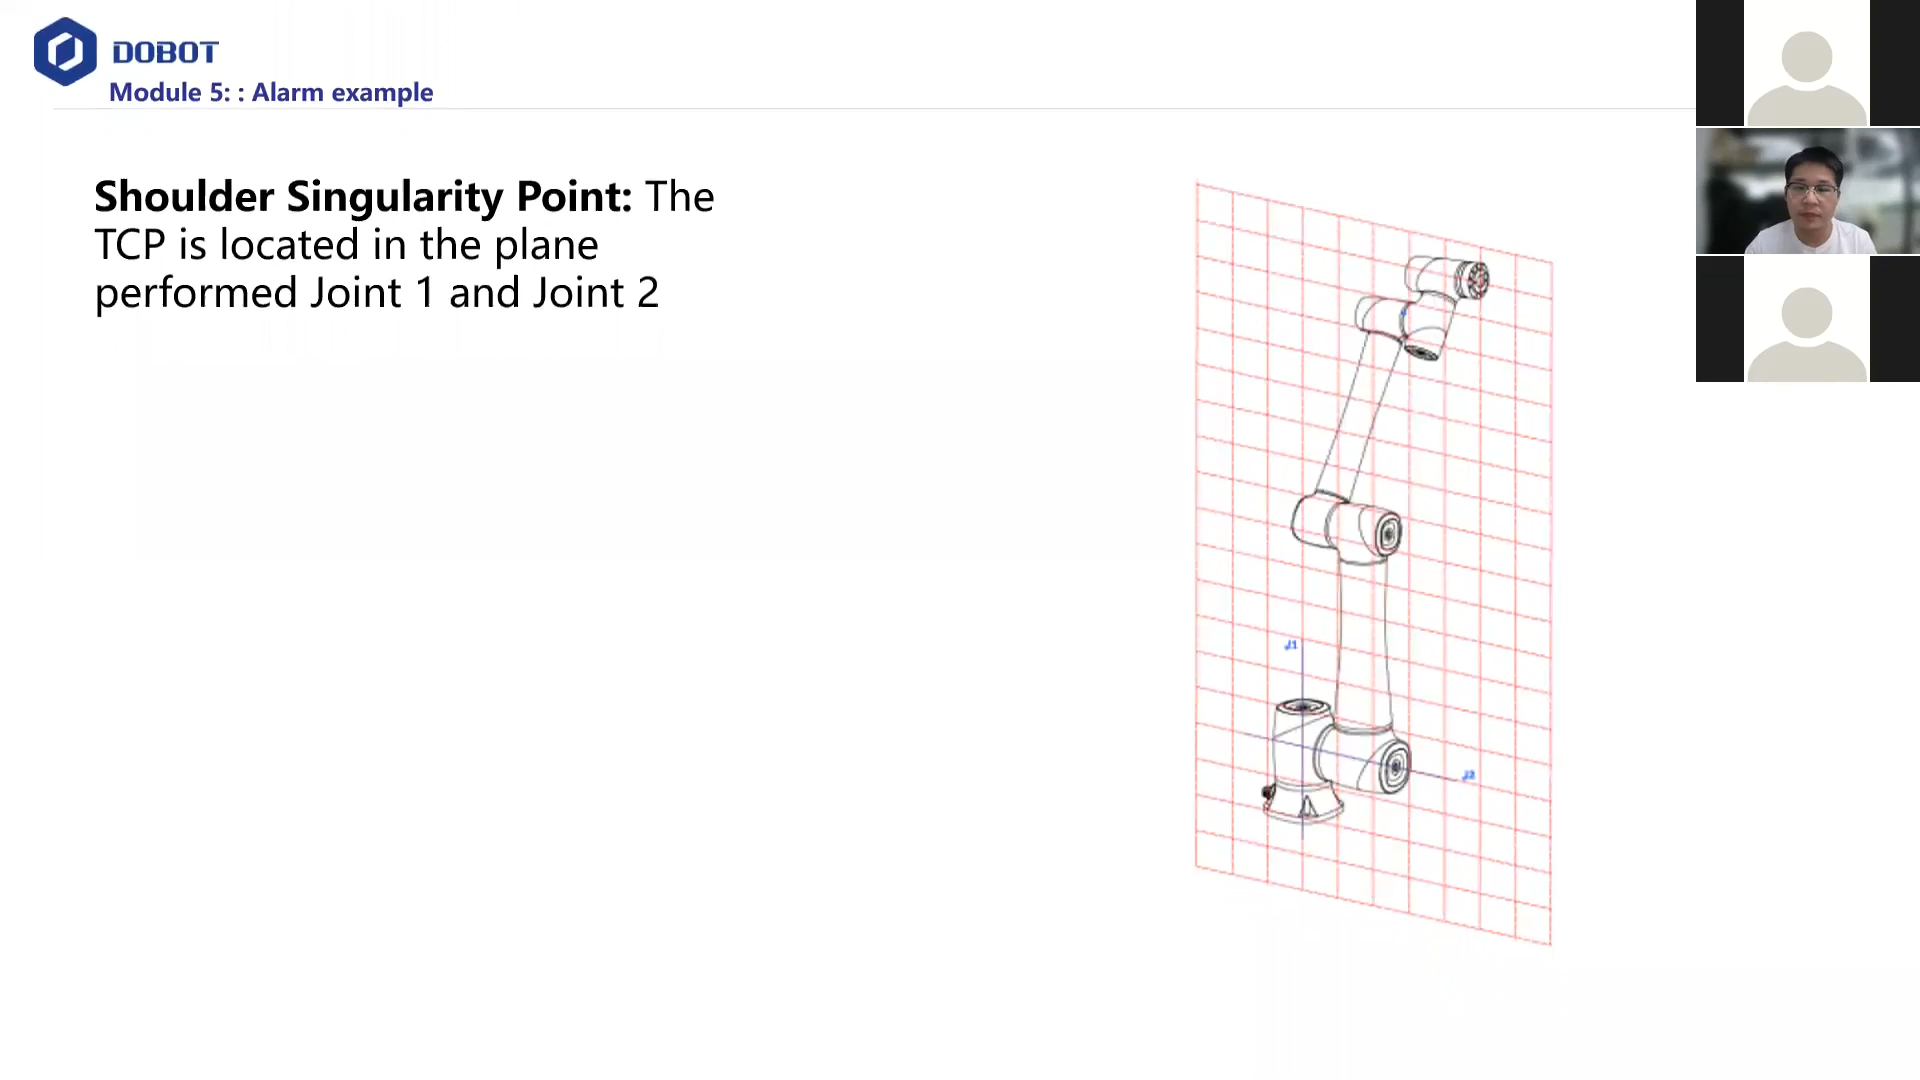 DOBOT
Module 5: : Alarm example
Shoulder Singularity Point: The
TCP is located in the plane
performed Joint 1 and Joint 2
J1
J2